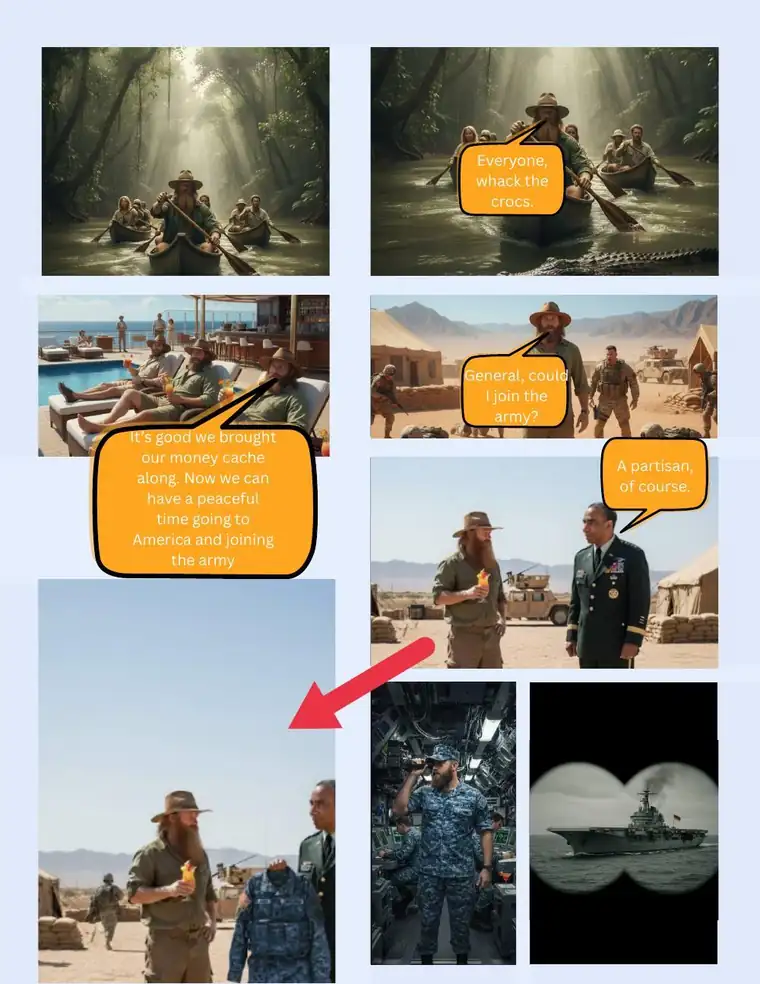 Everyone,
whack the
crocs.
It's good we brought
our money cache
along. Now we can
have a peaceful
time going to
America and joining
the army
General, could
I join the
army?
A partisan,
of course.